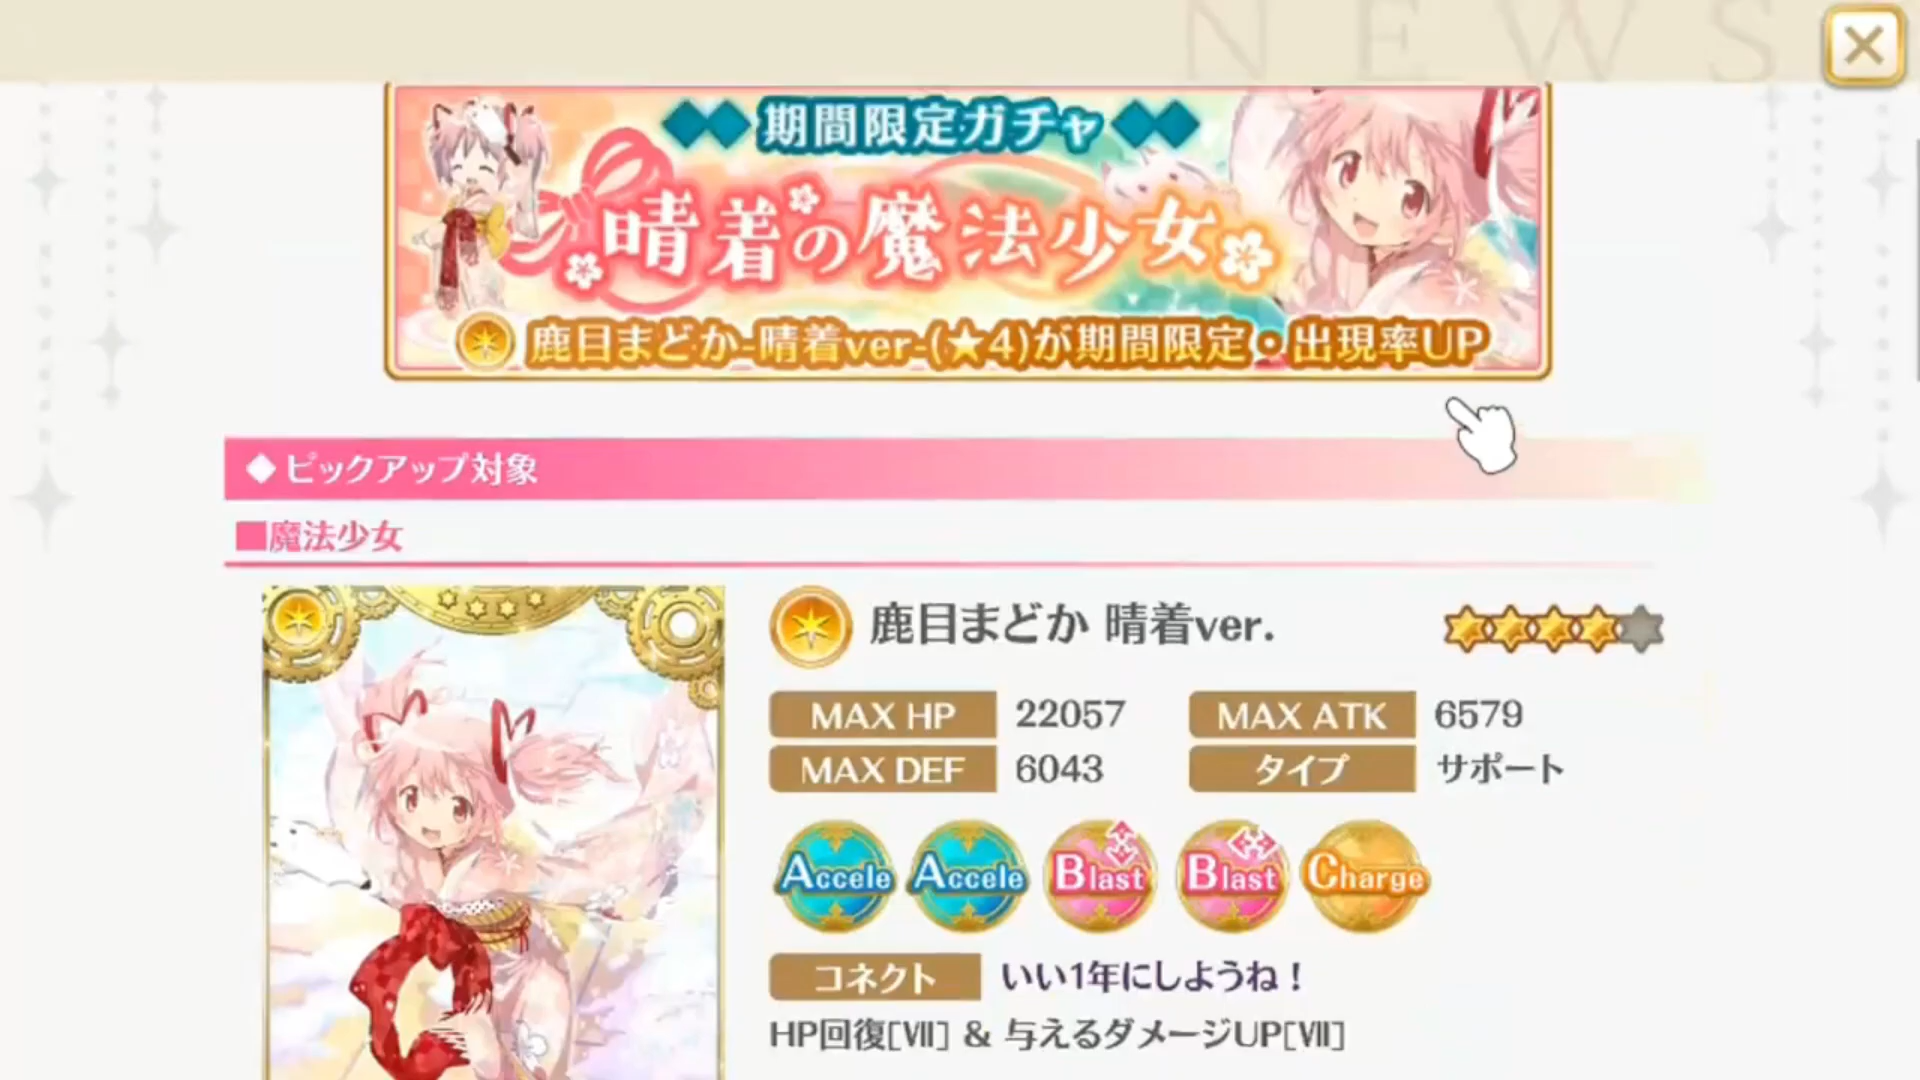 NEWS
期間限定ガチャ
晴着の魔法少女
鹿目まどか-晴着ver-(★4)が期間限定・出現率UP
◆ピックアップ対象
■魔法少女
鹿目まどか 晴着ver.
MAX HP 22057 MAX ATK 6579
MAX DEF 6043 タイプ サポート
Accele Accele Blast Blast Charge
コネクト いい1年にしようね！
HP回復[Ⅶ] & 与えるダメージUP[Ⅶ]